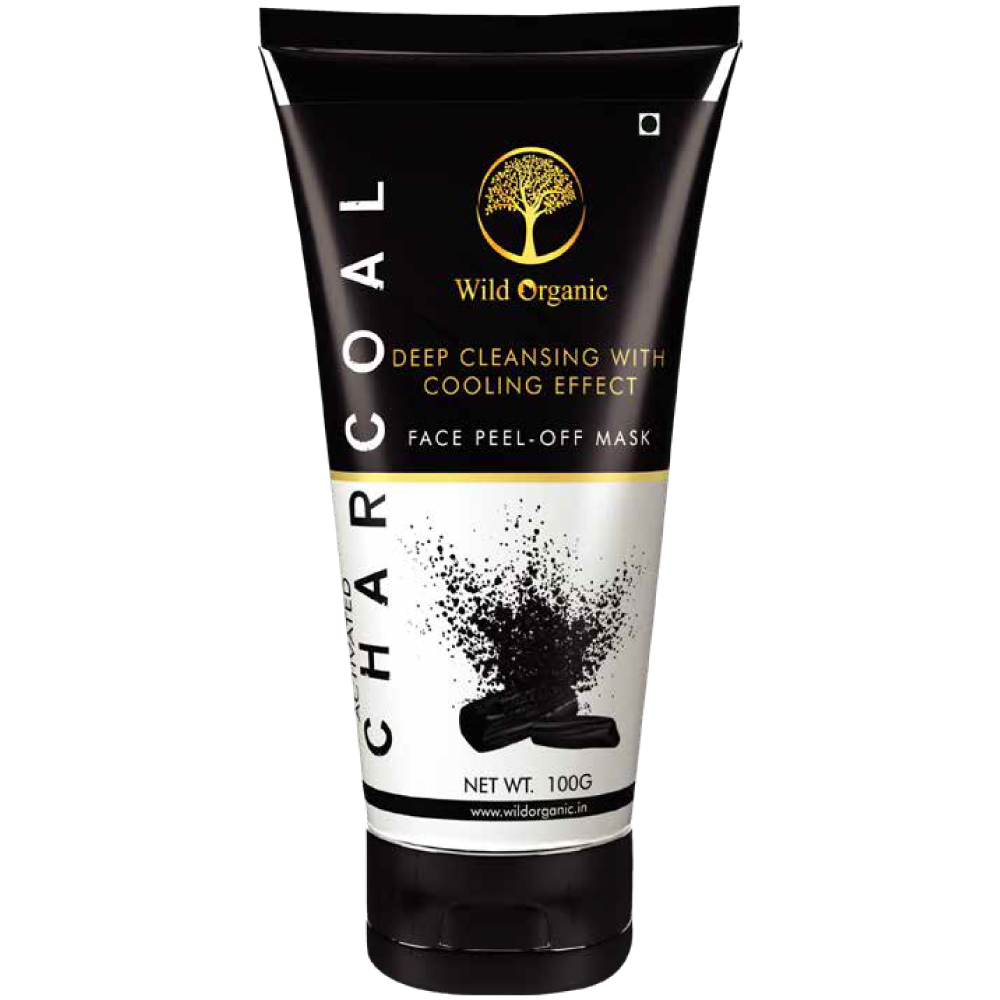 Wild Organic
DEEP CLEANSING WITH
COOLING EFFECT
FACE PEEL-OFF MASK
ACTIVATED
CHARCOAL
NET WT. 100G
www.wildorganic.in